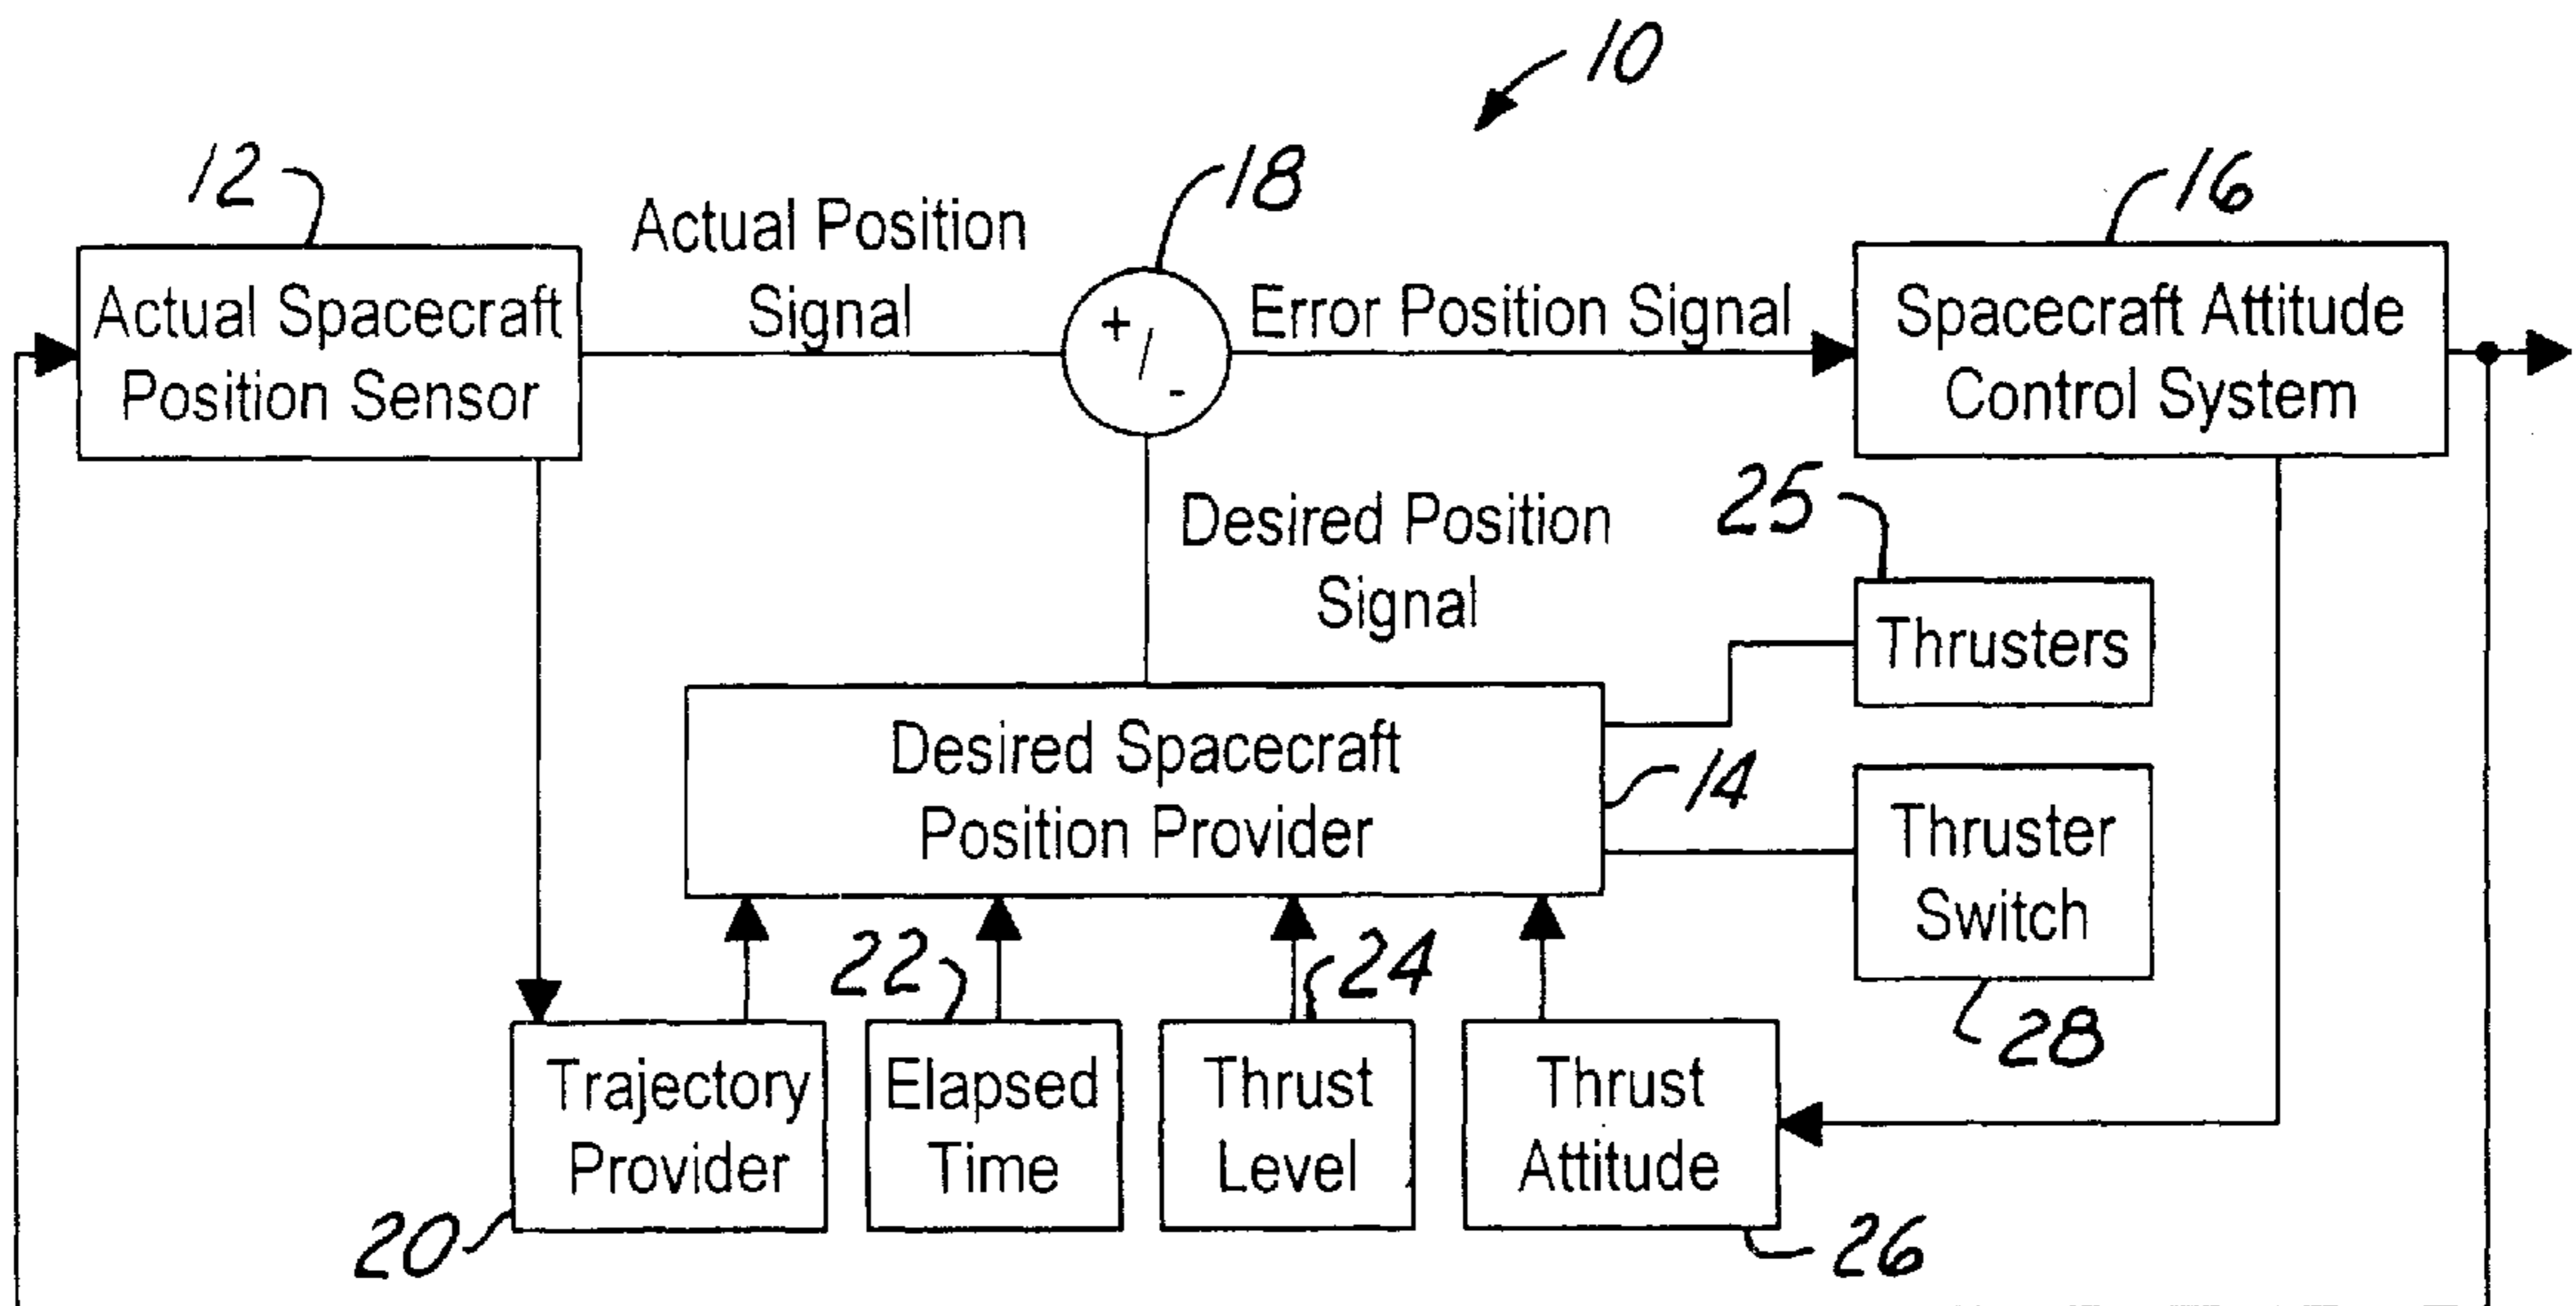 10
12
18
16
Actual Position
Signal
Actual Spacecraft
Position Sensor
+
/
-
Error Position Signal
Spacecraft Attitude
Control System
Desired Position
Signal
25
Thrusters
Desired Spacecraft
Position Provider
14
Thruster
Switch
28
22
24
Trajectory
Provider
Elapsed
Time
Thrust
Level
Thrust
Attitude
20
26